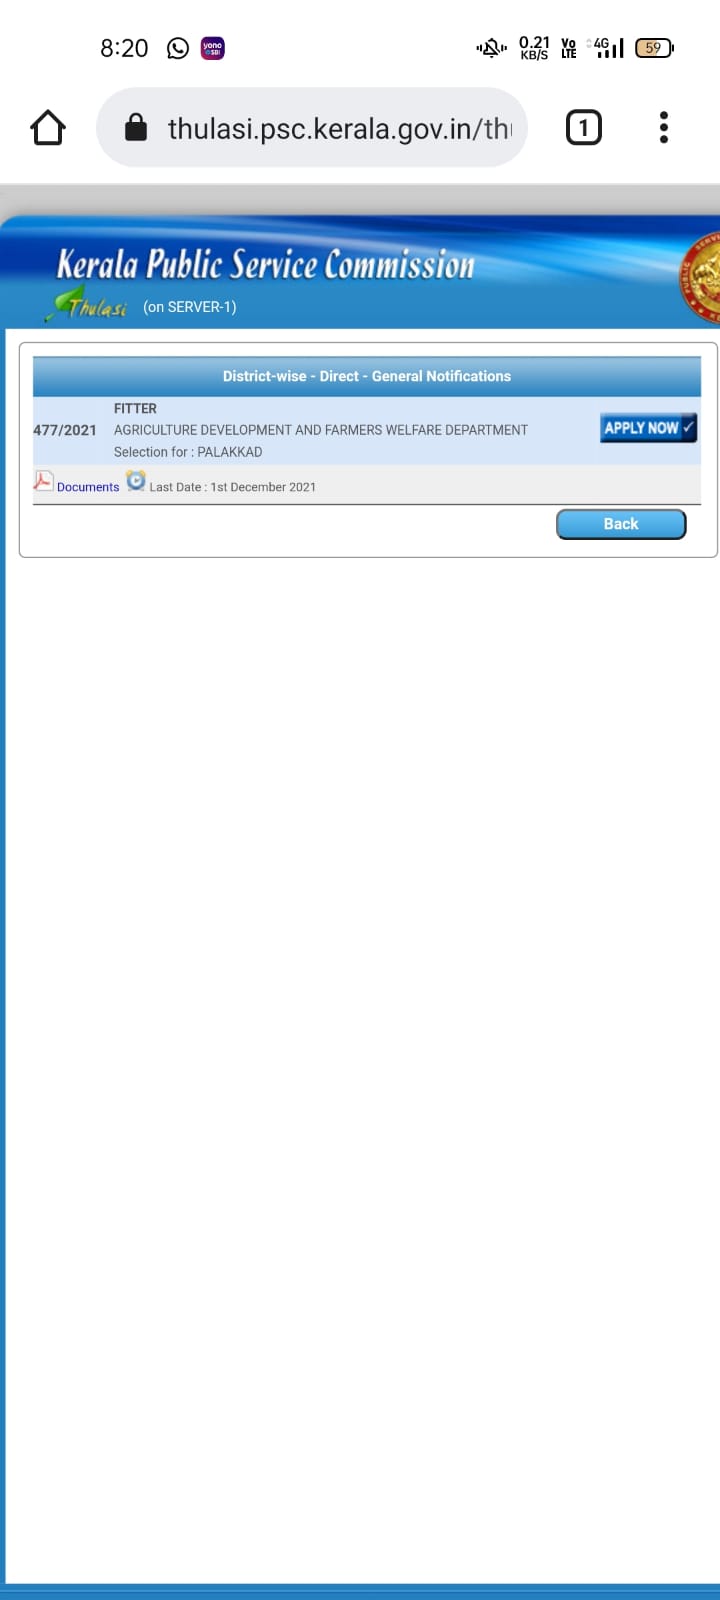 8:20 yono SBI 0.21 KB/S Vo LTE 4G 59
thulasi.psc.kerala.gov.in/th
1
Kerala Public Service Commission
Thulasi (on SERVER-1)
District-wise - Direct - General Notifications
FITTER
477/2021 AGRICULTURE DEVELOPMENT AND FARMERS WELFARE DEPARTMENT APPLY NOW ✓
Selection for : PALAKKAD
Documents Last Date : 1st December 2021
Back